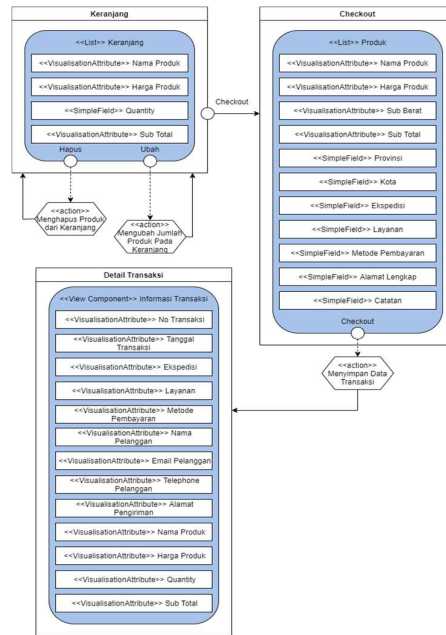 Keranjang
<<List>> Keranjang
<<VisualisationAttribute>> Nama Produk
<<VisualisationAttribute>> Harga Produk
<<SimpleField>> Quantity
<<VisualisationAttribute>> Sub Total
Hapus
Ubah
<<action>>
Menghapus Produk
dari Keranjang
<<action>>
Mengubah Jumlah
Produk Pada
Keranjang
Checkout
Checkout
<<List>> Produk
<<VisualisationAttribute>> Nama Produk
<<VisualisationAttribute>> Harga Produk
<<VisualisationAttribute>> Sub Berat
<<VisualisationAttribute>> Sub Total
<<SimpleField>> Provinsi
<<SimpleField>> Kota
<<SimpleField>> Ekspedisi
<<SimpleField>> Layanan
<<SimpleField>> Metode Pembayaran
<<SimpleField>> Alamat Lengkap
<<SimpleField>> Catatan
Checkout
<<action>>
Menyimpan Data
Transaksi
Detail Transaksi
<<View Component>> Informasi Transaksi
<<VisualisationAttribute>> No Transaksi
<<VisualisationAttribute>> Tanggal
Transaksi
<<VisualisationAttribute>> Ekspedisi
<<VisualisationAttribute>> Layanan
<<VisualisationAttribute>> Metode
Pembayaran
<<VisualisationAttribute>> Nama
Pelanggan
<<VisualisationAttribute>> Email Pelanggan
<<VisualisationAttribute>> Telephone
Pelanggan
<<VisualisationAttribute>> Alamat
Pengiriman
<<VisualisationAttribute>> Nama Produk
<<VisualisationAttribute>> Harga Produk
<<VisualisationAttribute>> Quantity
<<VisualisationAttribute>> Sub Total